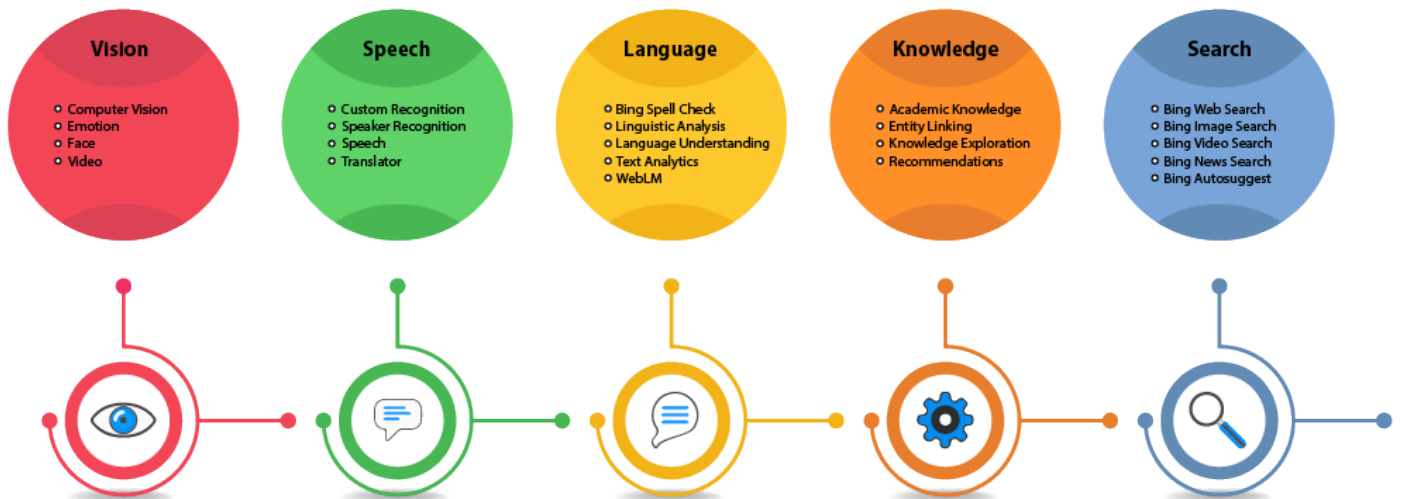 Vision
Computer Vision
Emotion
Face
Video
Speech
Custom Recognition
Speaker Recognition
Speech
Translator
Language
Bing Spell Check
Linguistic Analysis
Language Understanding
Text Analytics
WebLM
Knowledge
Academic Knowledge
Entity Linking
Knowledge Exploration
Recommendations
Search
Bing Web Search
Bing Image Search
Bing Video Search
Bing News Search
Bing Autosuggest